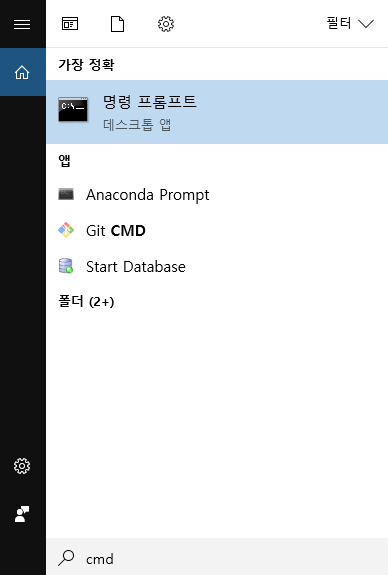 필터
가장 정확
C:\_
명령 프롬프트
데스크톱 앱
앱
Anaconda Prompt
Git CMD
Start Database
폴더 (2+)
cmd